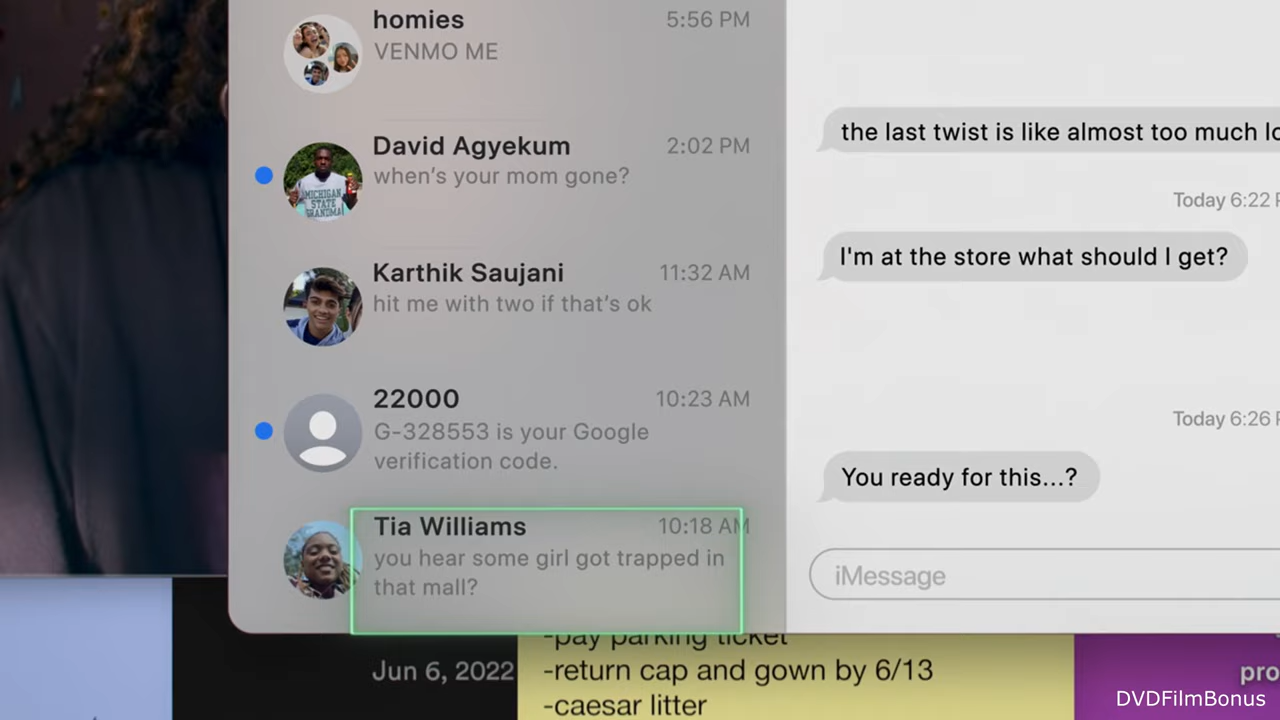 homies
5:56 PM
VENMO ME
David Agyekum
2:02 PM
when's your mom gone?
MICHIGAN
STATE
GRANDMA
Karthik Saujani
11:32 AM
hit me with two if that's ok
22000
10:23 AM
G-328553 is your Google
verification code.
Tia Williams
10:18 AM
you hear some girl got trapped in
that mall?
the last twist is like almost too much
Today 6:22
I'm at the store what should I get?
Today 6:26
You ready for this...?
iMessage
Jun 6, 2022
-pay parking ticket
-return cap and gown by 6/13
-caesar litter
DVDFilmBonus